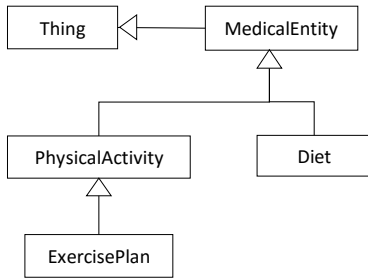 Thing
MedicalEntity
PhysicalActivity
Diet
ExercisePlan